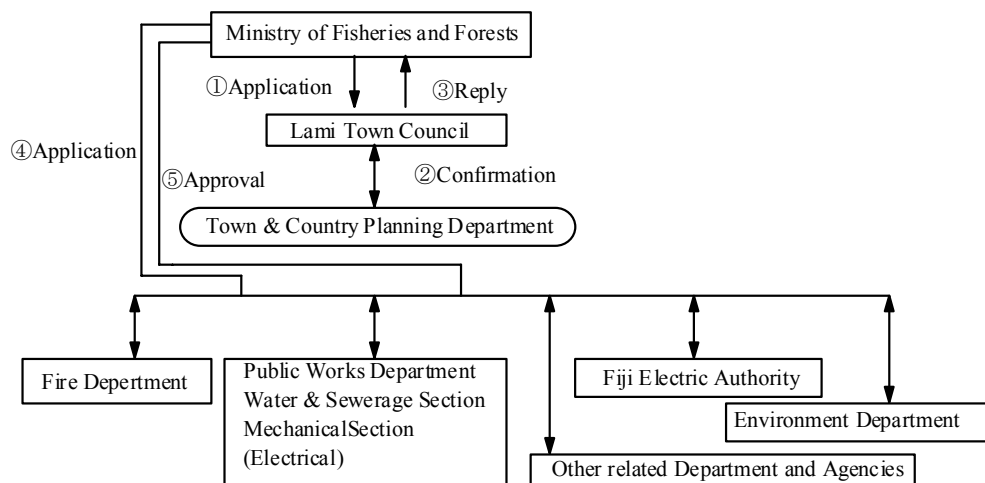 Ministry of Fisheries and Forests
①Application
③Reply
Lami Town Council
④Application
②Confirmation
⑤Approval
Town & Country Planning Department
Fire Depertment
Public Works Department
Water & Sewerage Section
MechanicalSection
(Electrical)
Fiji Electric Authority
Environment Department
Other related Department and Agencies